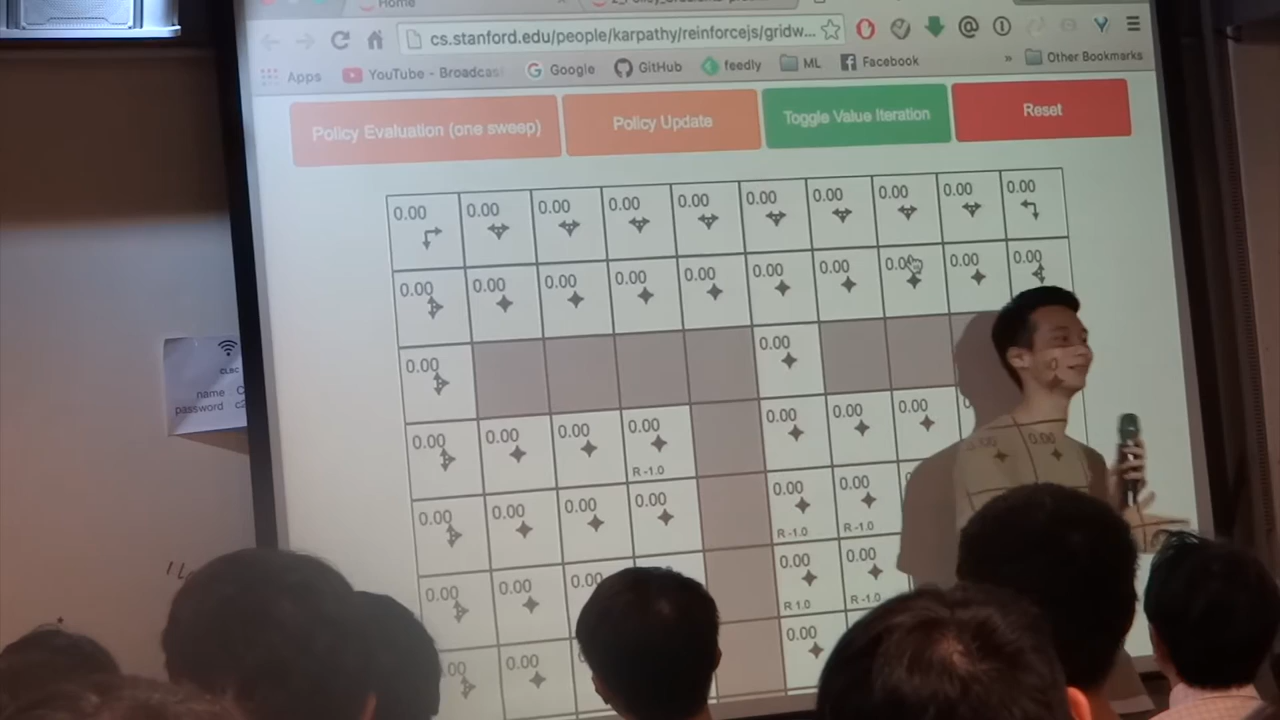 Home
cs.stanford.edu/people/karpathy/reinforcejs/gridw...
Apps YouTube - Broadcas Google GitHub feedly ML Facebook » Other Bookmarks
Policy Evaluation (one sweep) Policy Update Toggle Value Iteration Reset
0.00 0.00 0.00 0.00 0.00 0.00 0.00 0.00 0.00 0.00
0.00 0.00 0.00 0.00 0.00 0.00 0.00 0.00 0.00 0.00
0.00 0.00
0.00 0.00 0.00 0.00 0.00 0.00 0.00
R -1.0
0.00 0.00 0.00 0.00 0.00 0.00 0.00
R -1.0 R -1.0
0.00 0.00 0.00 0.00 0.00
R 1.0 R -1.0
.00 0.00 0.00
CLBC
name C
password c2